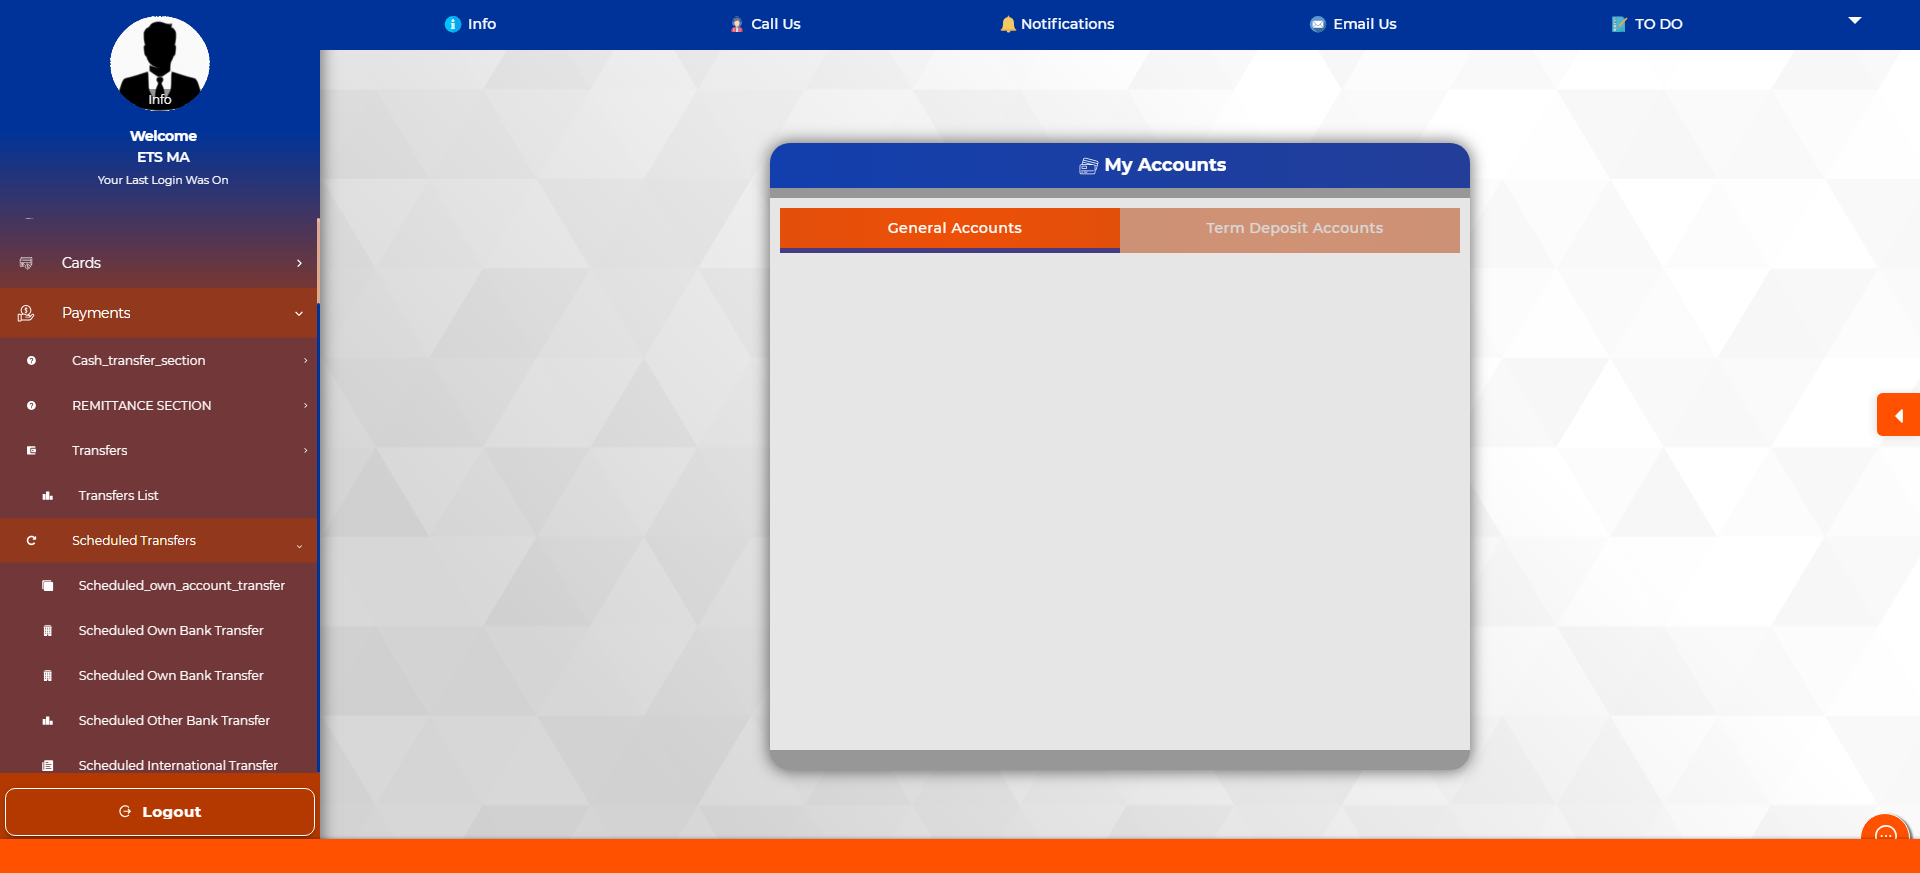 Info
Call Us
Notifications
Email Us
TO DO
Info
Welcome
ETS MA
Your Last Login Was On
Cards
Payments
Cash_transfer_section
REMITTANCE SECTION
Transfers
Transfers List
Scheduled Transfers
Scheduled_own_account_transfer
Scheduled Own Bank Transfer
Scheduled Own Bank Transfer
Scheduled Other Bank Transfer
Scheduled International Transfer
Logout
My Accounts
General Accounts
Term Deposit Accounts